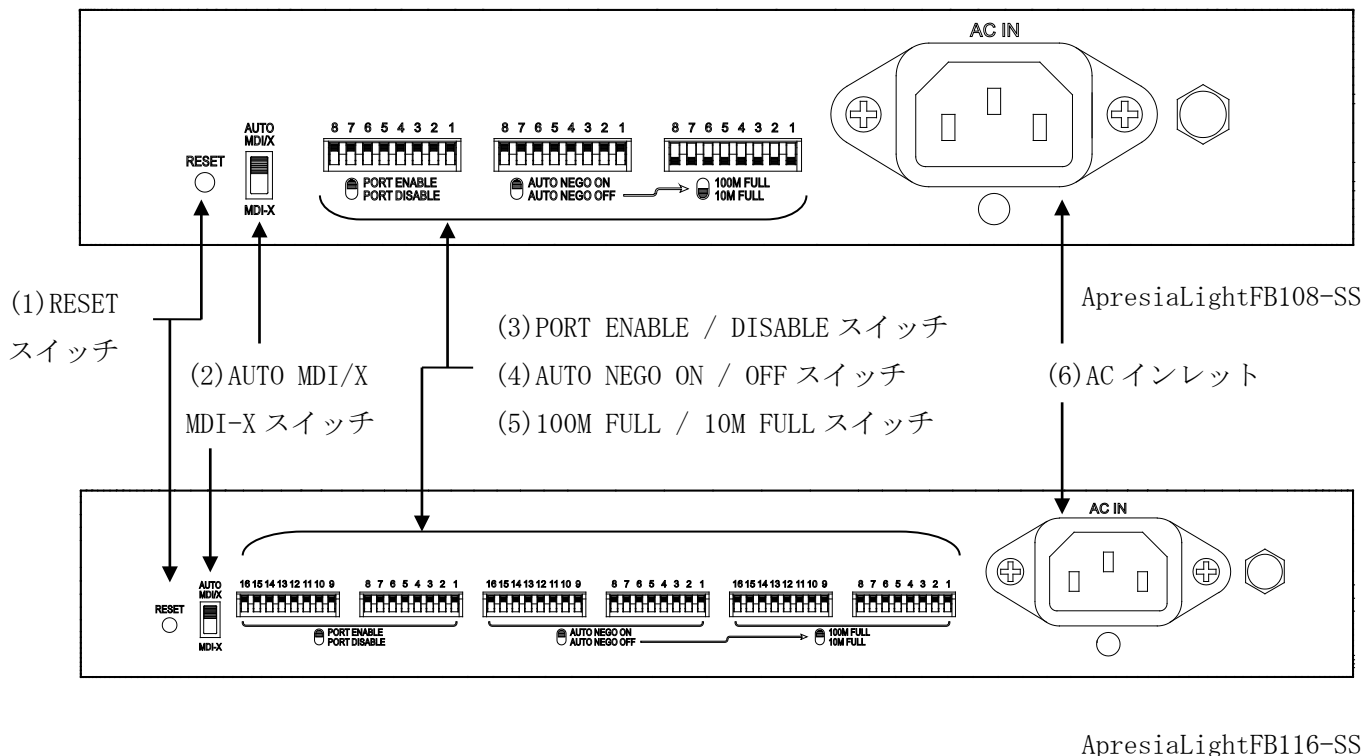 AC IN
AUTO
MDI/X
RESET
MDI-X
8 7 6 5 4 3 2 1
8 7 6 5 4 3 2 1
8 7 6 5 4 3 2 1
PORT ENABLE
PORT DISABLE
AUTO NEGO ON
AUTO NEGO OFF
100M FULL
10M FULL
ApresiaLightFB108-SS
(1)RESET
スイッチ
(2)AUTO MDI/X
MDI-X スイッチ
(3)PORT ENABLE / DISABLE スイッチ
(4)AUTO NEGO ON / OFF スイッチ
(5)100M FULL / 10M FULL スイッチ
(6)AC インレット
AC IN
AUTO
MDI/X
RESET
MDI-X
16 15 14 13 12 11 10 9
8 7 6 5 4 3 2 1
16 15 14 13 12 11 10 9
8 7 6 5 4 3 2 1
16 15 14 13 12 11 10 9
8 7 6 5 4 3 2 1
PORT ENABLE
PORT DISABLE
AUTO NEGO ON
AUTO NEGO OFF
100M FULL
10M FULL
ApresiaLightFB116-SS